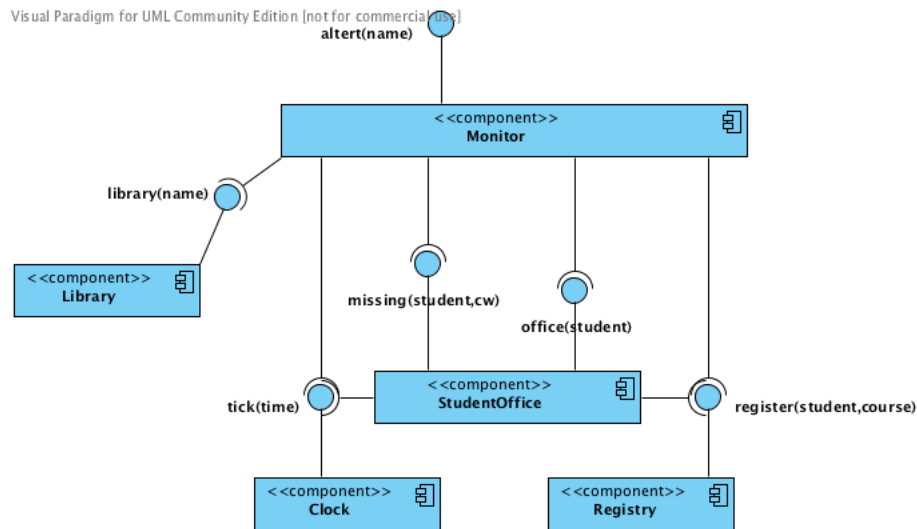 Visual Paradigm for UML Community Edition [not for commercial use]
altert(name)
<<component>>
Monitor
library(name)
<<component>>
Library
missing(student,cw)
office(student)
<<component>>
StudentOffice
tick(time)
register(student,course)
<<component>>
Clock
<<component>>
Registry